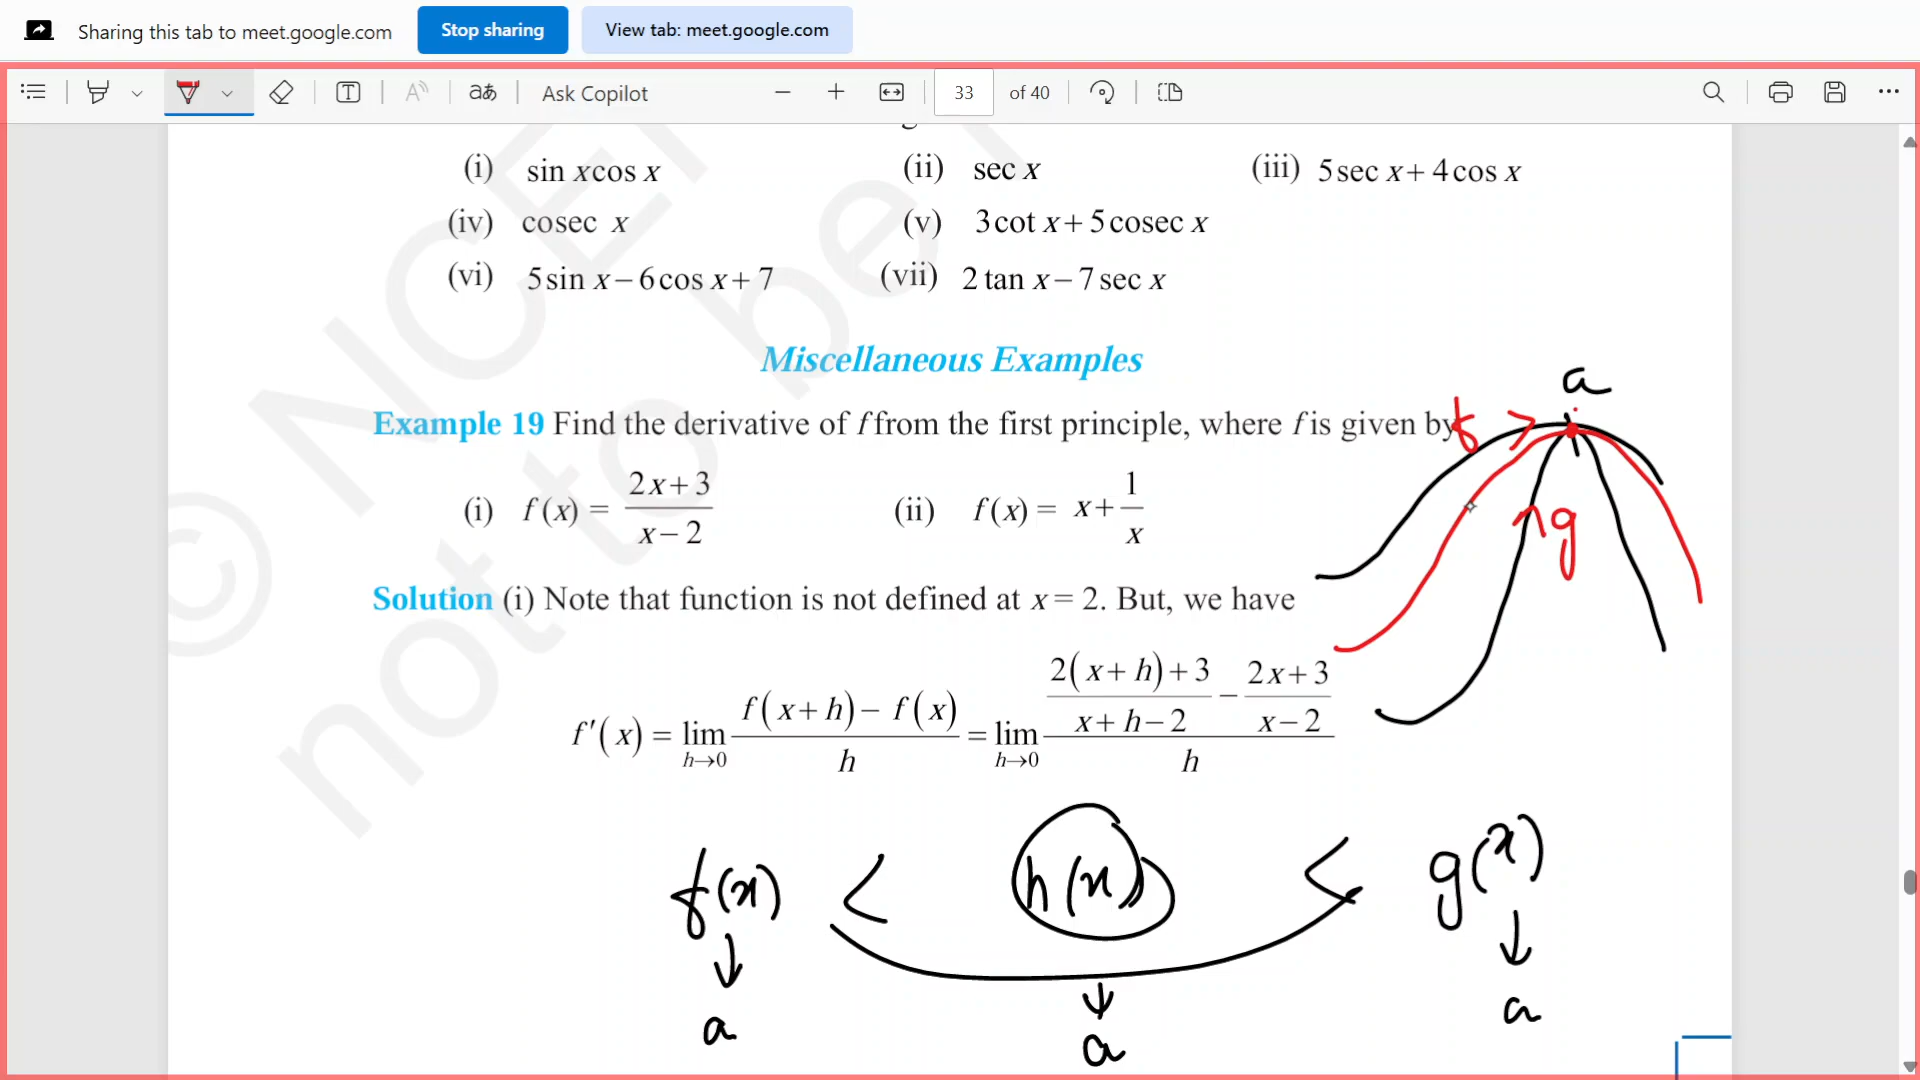 Sharing this tab to meet.google.com Stop sharing View tab: meet.google.com
Ask Copilot 33 of 40
(i) sin x cos x (ii) sec x (iii) 5 sec x + 4 cos x
(iv) cosec x (v) 3 cot x + 5 cosec x
(vi) 5 sin x − 6 cos x + 7 (vii) 2 tan x − 7 sec x
Miscellaneous Examples
a
Example 19 Find the derivative of f from the first principle, where f is given by
f
(i) f(x) = (2x+3)/(x−2) (ii) f(x) = x + 1/x
g
Solution (i) Note that function is not defined at x = 2. But, we have
f′(x) = lim h→0 (f(x+h) − f(x))/h = lim h→0 ((2(x+h)+3)/(x+h−2) − (2x+3)/(x−2))/h
f(x) < h(x) < g(x)
↓ ↓ ↓
a a a
©
not to be